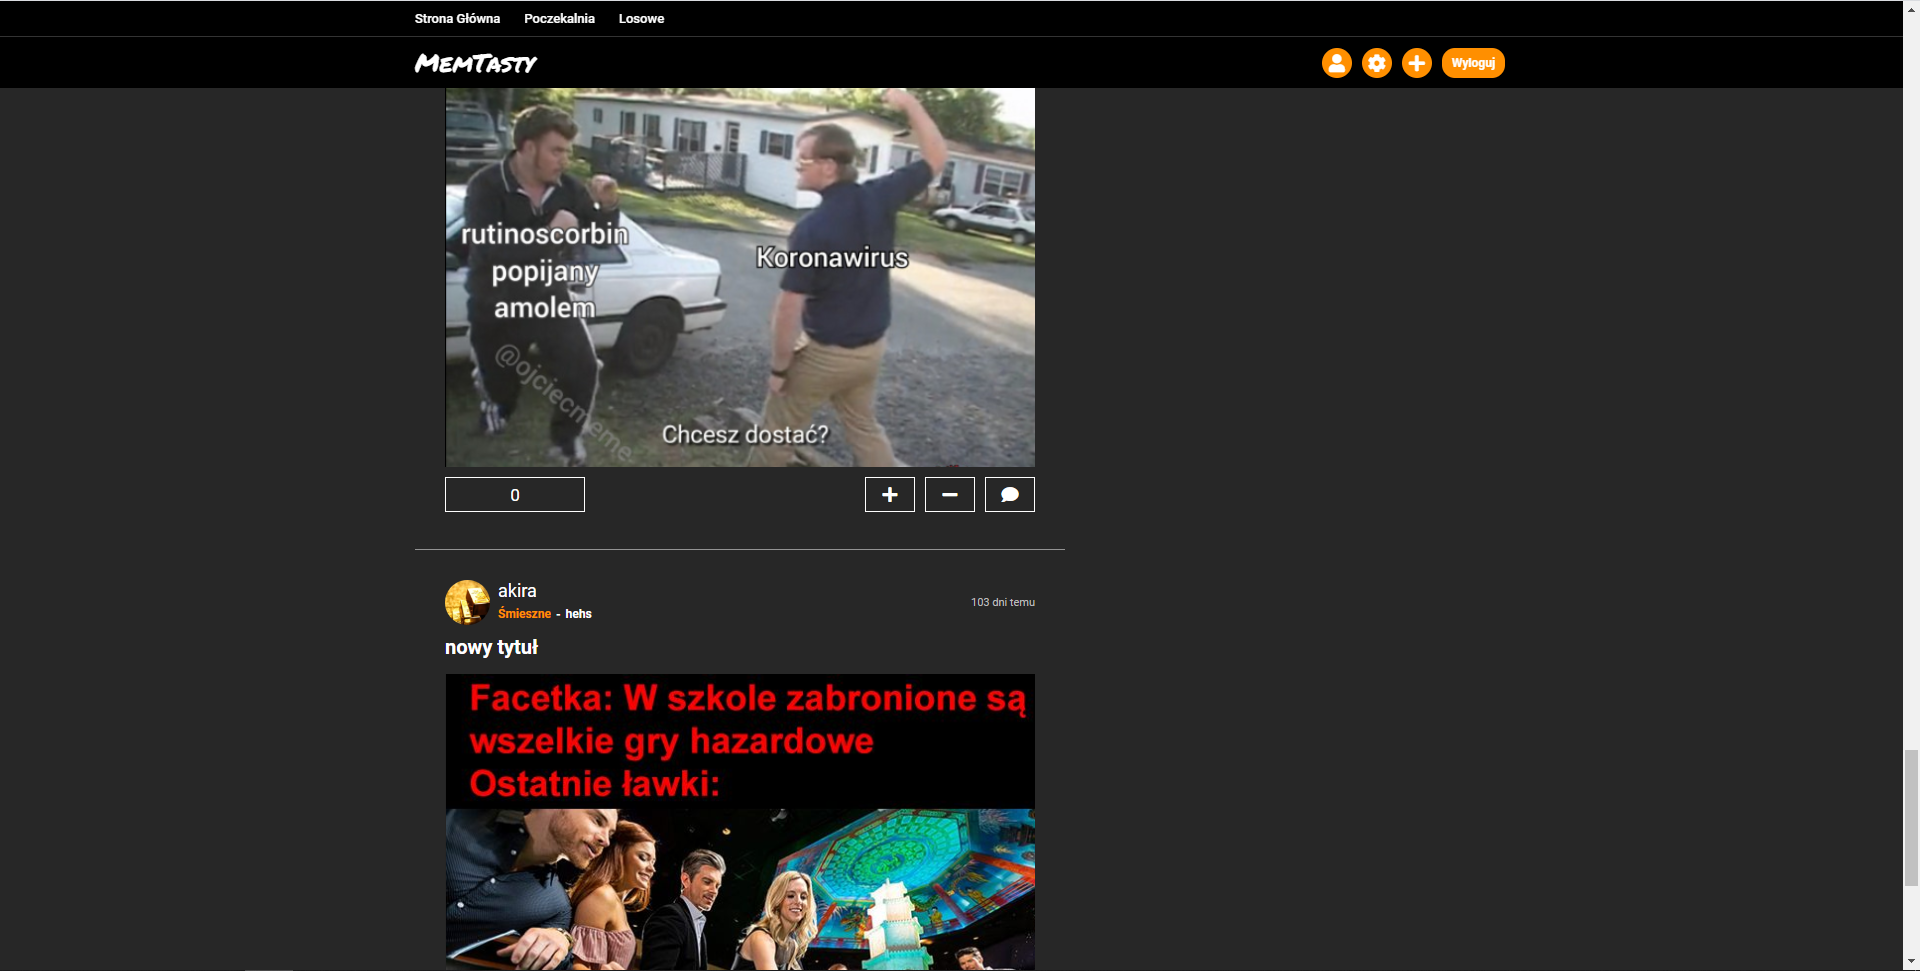 Strona Główna Poczekalnia Losowe
MemTasty
Wyloguj
rutinoscorbin
popijany
amolem
Koronawirus
@ojciecmeme
Chcesz dostać?
0
akira
Śmieszne - hehs
103 dni temu
nowy tytuł
Facetka: W szkole zabronione są
wszelkie gry hazardowe
Ostatnie ławki: